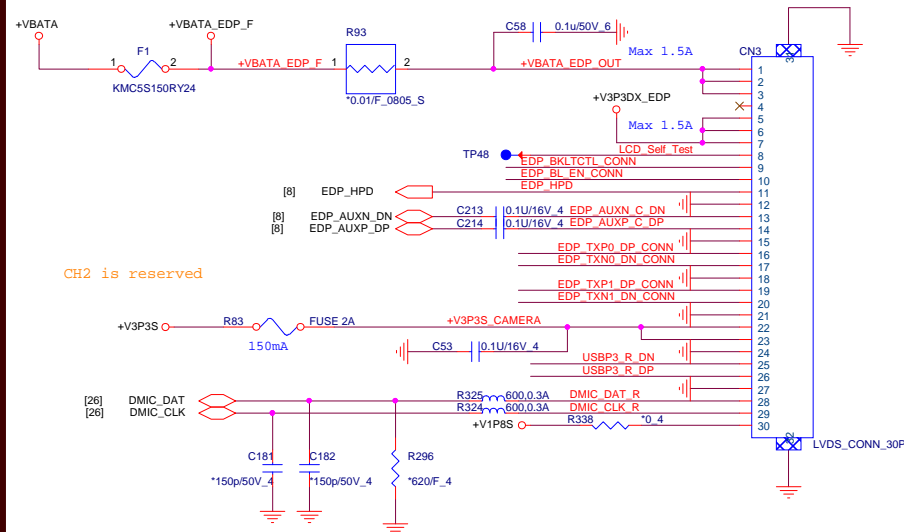 +VBATA
+VBATA_EDP_F
F1
1 2
KMC5S150RY24
+VBATA_EDP_F
R93
1 2
*0.01/F_0805_S
C58 0.1u/50V_6
Max 1.5A
+VBATA_EDP_OUT
CN3
31
1
2
3
4
+V3P3DX_EDP
5
Max 1.5A
6
7
TP48
LCD_Self_Test
8
EDP_BKLTCTL_CONN
9
EDP_BL_EN_CONN
10
[8] EDP_HPD
EDP_HPD
11
12
[8] EDP_AUXN_DN C213 0.1U/16V_4 EDP_AUXN_C_DN
13
[8] EDP_AUXP_DP C214 0.1U/16V_4 EDP_AUXP_C_DP
14
15
EDP_TXP0_DP_CONN
16
EDP_TXN0_DN_CONN
17
18
CH2 is reserved
EDP_TXP1_DP_CONN
19
EDP_TXN1_DN_CONN
20
21
+V3P3S R83 FUSE 2A +V3P3S_CAMERA
22
150mA
23
C53 0.1U/16V_4
24
USBP3_R_DN
25
USBP3_R_DP
26
27
[26] DMIC_DAT R325 600,0.3A DMIC_DAT_R
28
[26] DMIC_CLK R324 600,0.3A DMIC_CLK_R
29
+V1P8S R338 *0_4
30
32
LVDS_CONN_30P
C181 C182 R296
*150p/50V_4 *150p/50V_4 *620/F_4